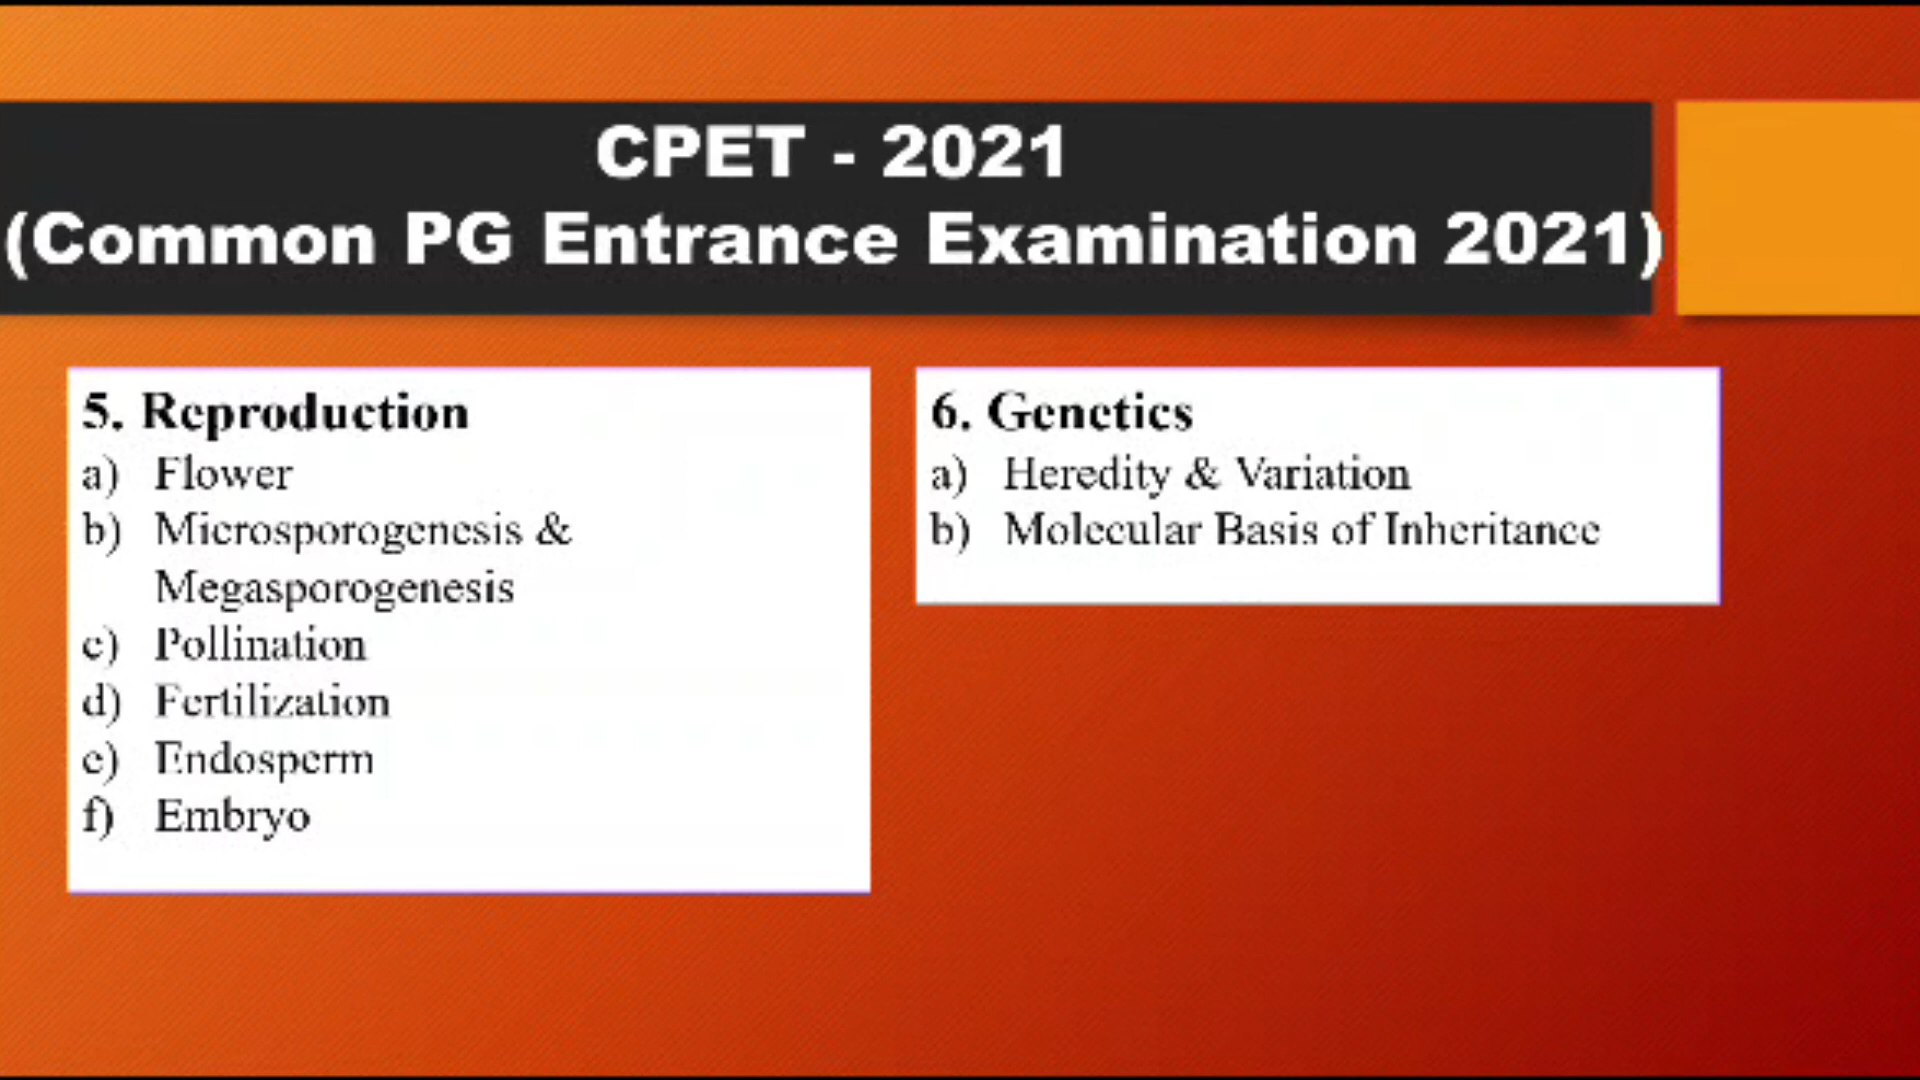 CPET - 2021
(Common PG Entrance Examination 2021)
5. Reproduction
a) Flower
b) Microsporogenesis &
Megasporogenesis
c) Pollination
d) Fertilization
e) Endosperm
f) Embryo
6. Genetics
a) Heredity & Variation
b) Molecular Basis of Inheritance